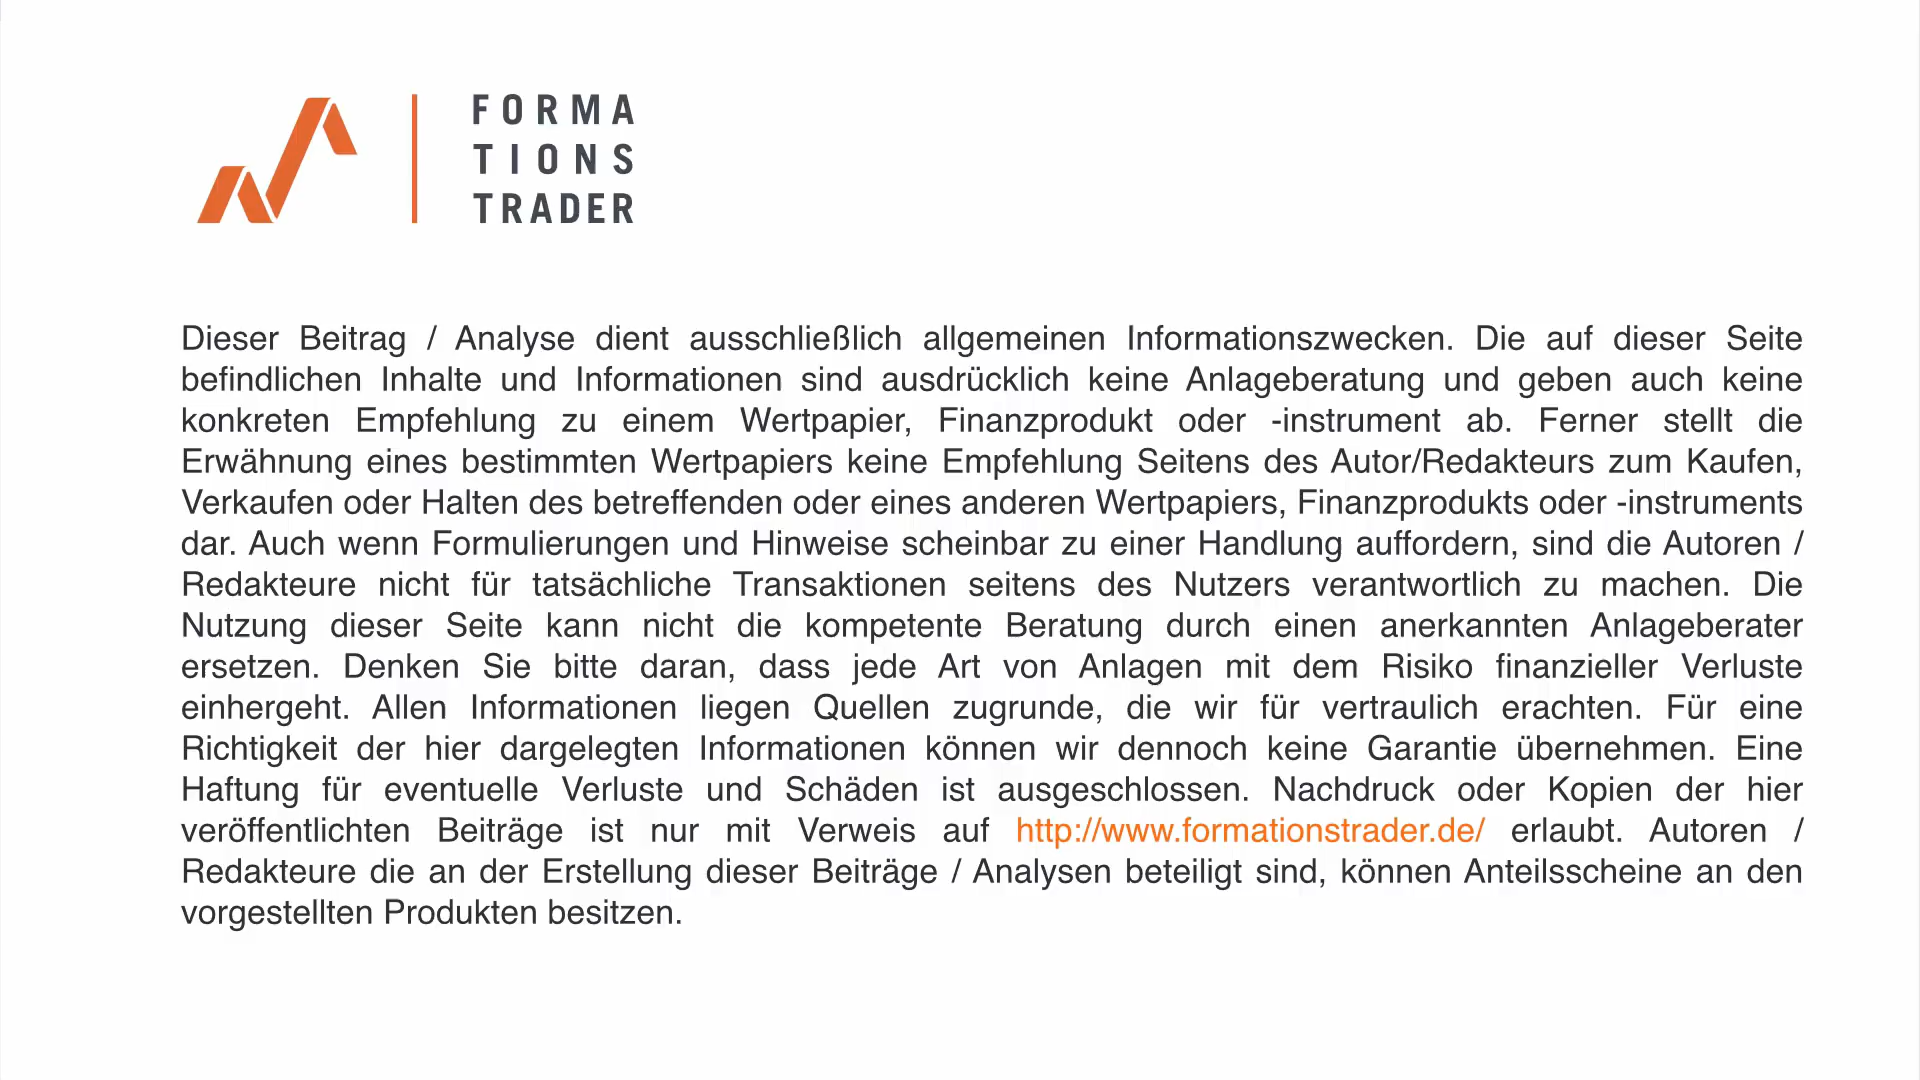 FORMA
TIONS
TRADER
Dieser Beitrag / Analyse dient ausschließlich allgemeinen Informationszwecken. Die auf dieser Seite
befindlichen Inhalte und Informationen sind ausdrücklich keine Anlageberatung und geben auch keine
konkreten Empfehlung zu einem Wertpapier, Finanzprodukt oder -instrument ab. Ferner stellt die
Erwähnung eines bestimmten Wertpapiers keine Empfehlung Seitens des Autor/Redakteurs zum Kaufen,
Verkaufen oder Halten des betreffenden oder eines anderen Wertpapiers, Finanzprodukts oder -instruments
dar. Auch wenn Formulierungen und Hinweise scheinbar zu einer Handlung auffordern, sind die Autoren /
Redakteure nicht für tatsächliche Transaktionen seitens des Nutzers verantwortlich zu machen. Die
Nutzung dieser Seite kann nicht die kompetente Beratung durch einen anerkannten Anlageberater
ersetzen. Denken Sie bitte daran, dass jede Art von Anlagen mit dem Risiko finanzieller Verluste
einhergeht. Allen Informationen liegen Quellen zugrunde, die wir für vertraulich erachten. Für eine
Richtigkeit der hier dargelegten Informationen können wir dennoch keine Garantie übernehmen. Eine
Haftung für eventuelle Verluste und Schäden ist ausgeschlossen. Nachdruck oder Kopien der hier
veröffentlichten Beiträge ist nur mit Verweis auf http://www.formationstrader.de/ erlaubt. Autoren /
Redakteure die an der Erstellung dieser Beiträge / Analysen beteiligt sind, können Anteilsscheine an den
vorgestellten Produkten besitzen.